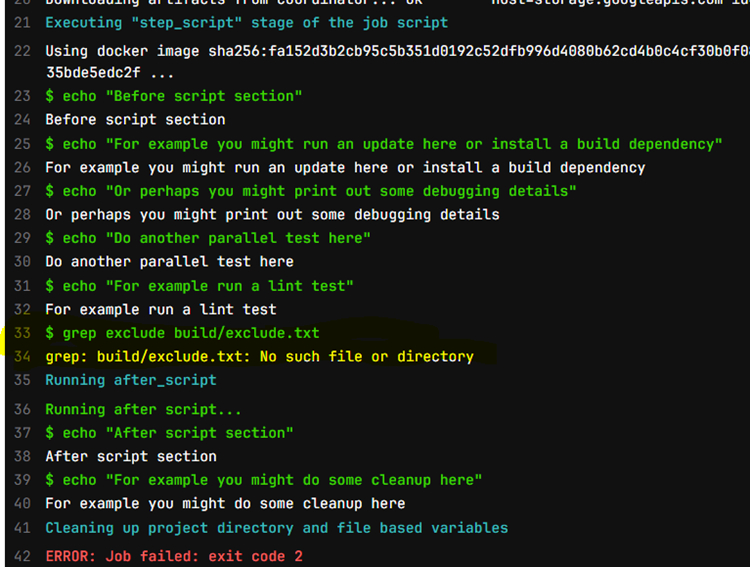 20 Downloading artifacts from coordinator... ok host-storage.googleapis.com id
21 Executing "step_script" stage of the job script
22 Using docker image sha256:fa152d3b2cb95c5b351d0192c52dfb996d4080b62cd4b0c4cf30b0f0
35bde5edc2f ...
23 $ echo "Before script section"
24 Before script section
25 $ echo "For example you might run an update here or install a build dependency"
26 For example you might run an update here or install a build dependency
27 $ echo "Or perhaps you might print out some debugging details"
28 Or perhaps you might print out some debugging details
29 $ echo "Do another parallel test here"
30 Do another parallel test here
31 $ echo "For example run a lint test"
32 For example run a lint test
33 $ grep exclude build/exclude.txt
34 grep: build/exclude.txt: No such file or directory
35 Running after_script
36 Running after script...
37 $ echo "After script section"
38 After script section
39 $ echo "For example you might do some cleanup here"
40 For example you might do some cleanup here
41 Cleaning up project directory and file based variables
42 ERROR: Job failed: exit code 2